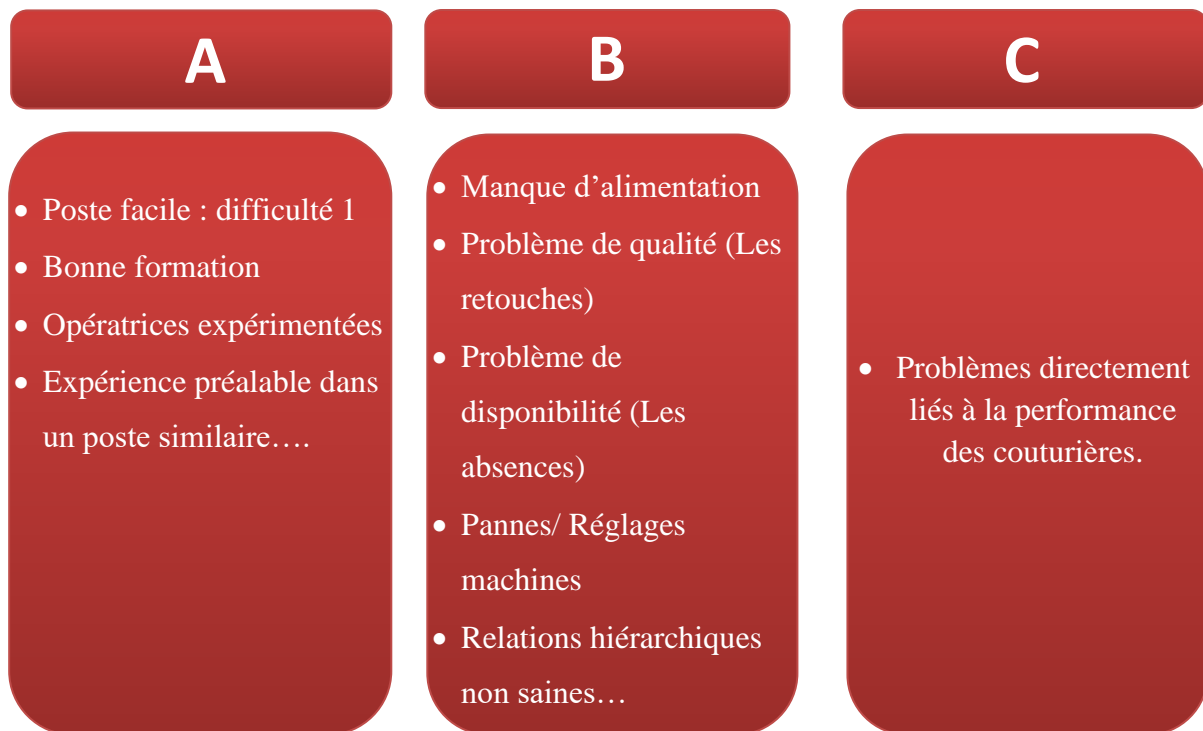 A
B
C
• Poste facile : difficulté 1
• Bonne formation
• Opératrices expérimentées
• Expérience préalable dans
un poste similaire….
• Manque d’alimentation
• Problème de qualité (Les
retouches)
• Problème de
disponibilité (Les
absences)
• Pannes/ Réglages
machines
• Relations hiérarchiques
non saines…
• Problèmes directement
liés à la performance
des couturières.